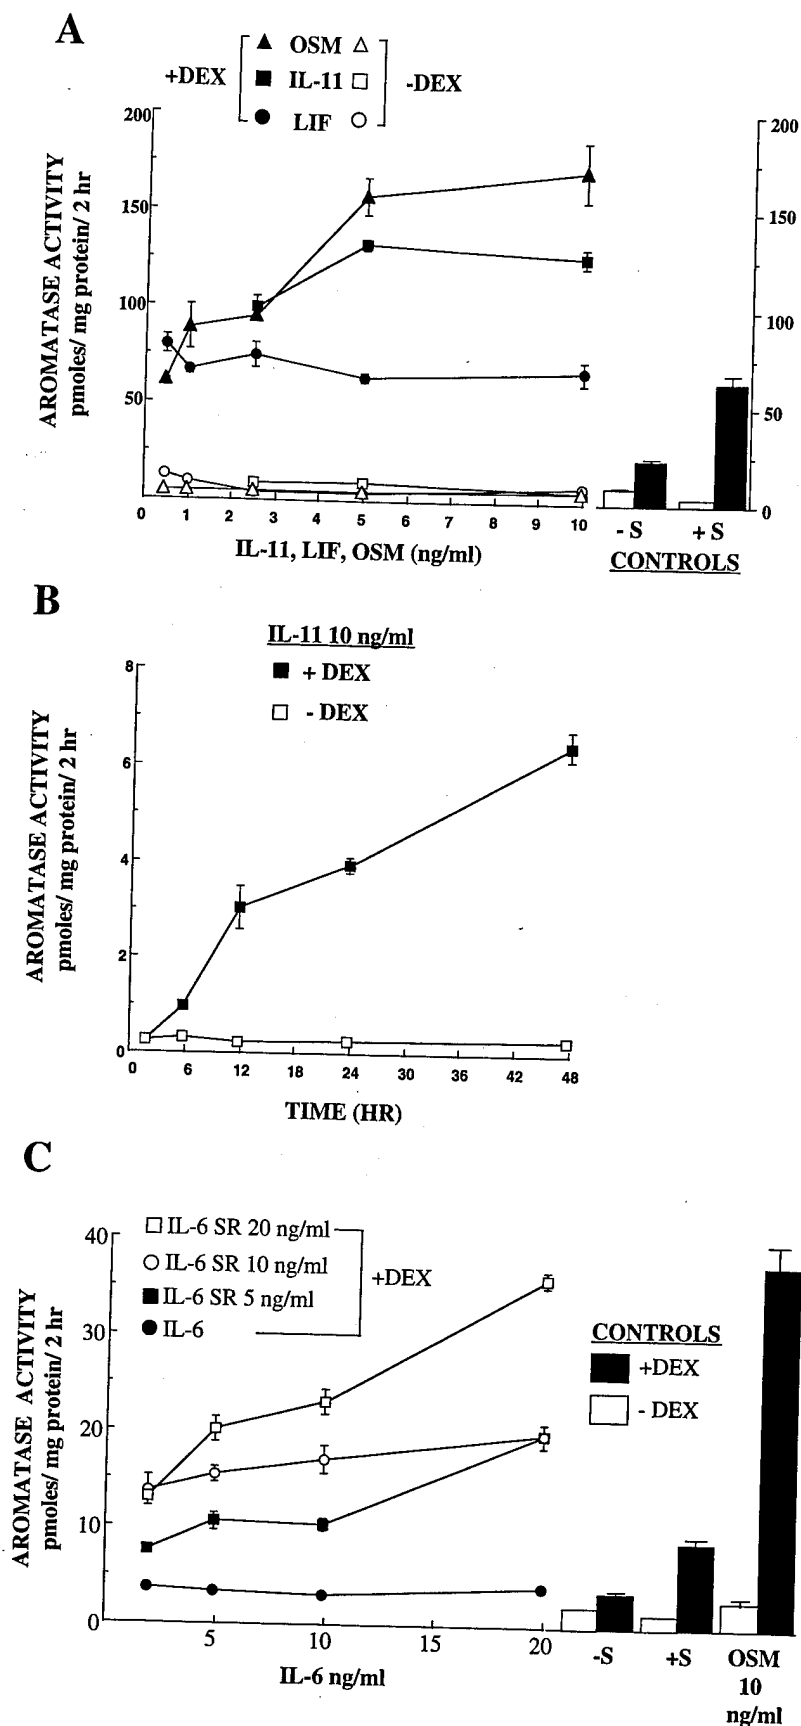 A
+DEX
OSM
IL-11
LIF
-DEX
AROMATASE ACTIVITY
pmoles/ mg protein/ 2 hr
200
150
100
50
0 1 2 3 4 5 6 7 8 9 10
IL-11, LIF, OSM (ng/ml)
200
150
100
50
0
- S + S
CONTROLS
B
IL-11 10 ng/ml
+ DEX
- DEX
AROMATASE ACTIVITY
pmoles/ mg protein/ 2 hr
8
6
4
2
0
0 6 12 18 24 30 36 42 48
TIME (HR)
C
IL-6 SR 20 ng/ml
IL-6 SR 10 ng/ml
IL-6 SR 5 ng/ml
IL-6
+DEX
AROMATASE ACTIVITY
pmoles/ mg protein/ 2 hr
40
30
20
10
0
5 10 15 20
IL-6 ng/ml
CONTROLS
+DEX
- DEX
-S +S OSM
10
ng/ml